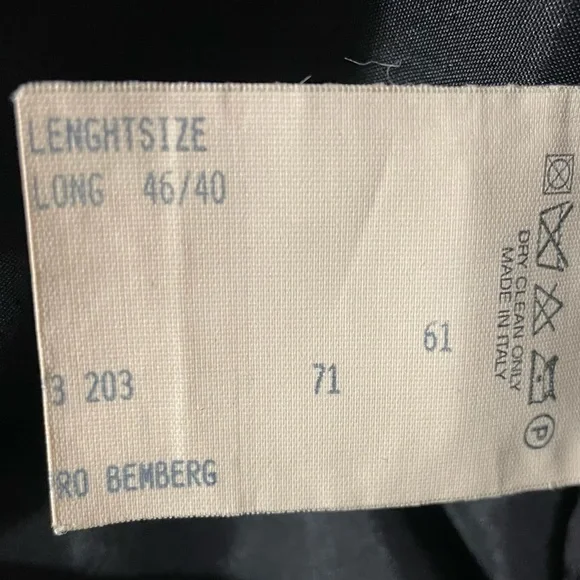 LENGHTSIZE
LONG 46/40
61
3 203 71
RO BEMBERG
DRY CLEAN ONLY
MADE IN ITALY
P